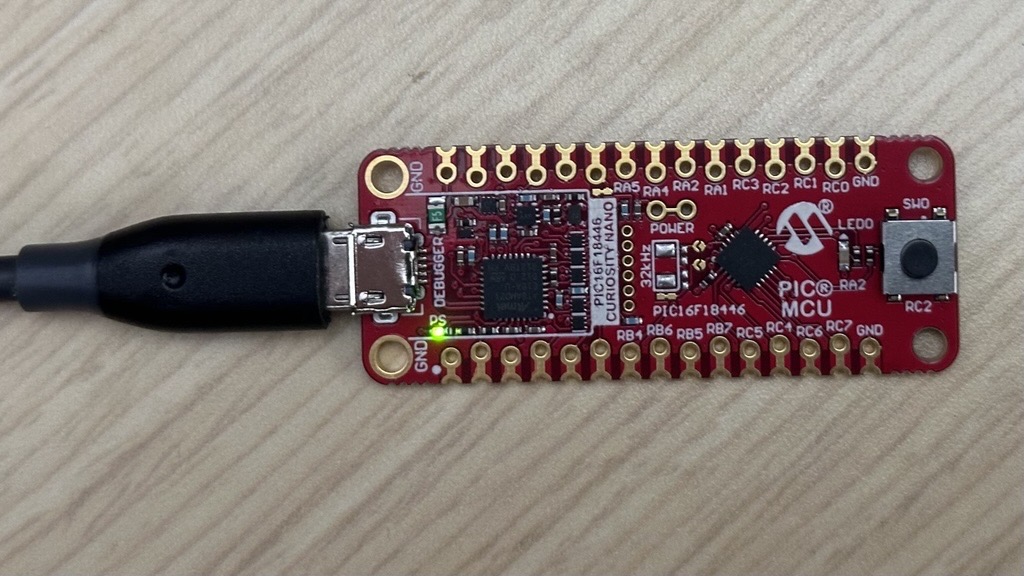 GND
RA5
RA4
RA2
RA1
RC3
RC2
RC1
RC0
GND
DEBUGGER
PS
GND
PIC16F18446
CURIOSITY NANO
POWER
32KHz
PIC16F18446
®
PIC®
MCU
LED0
RA2
SW0
RC2
RB4
RB6
RB5
RB7
RC5
RC4
RC6
RC7
GND